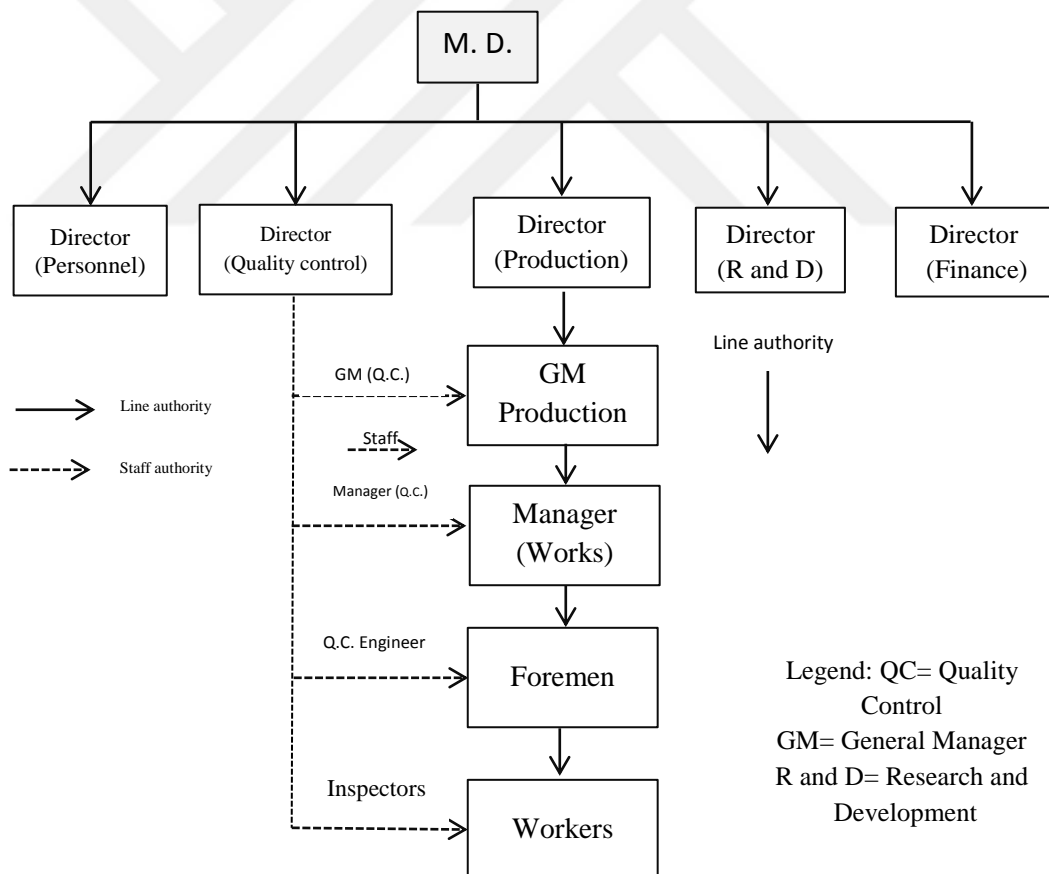 M. D.
Director
(Personnel)
Director
(Quality control)
Director
(Production)
Director
(R and D)
Director
(Finance)
Line authority
GM (Q.C.)
GM
Production
Line authority
Staff
Staff authority
Manager (Q.C.)
Manager
(Works)
Q.C. Engineer
Foremen
Legend: QC= Quality
Control
GM= General Manager
R and D= Research and
Development
Inspectors
Workers